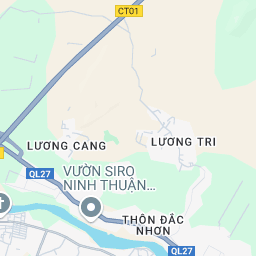 CT01
LƯƠNG CANG
LƯƠNG TRI
QL27
VƯỜN SIRO
NINH THUẬN...
THÔN ĐẮC
NHƠN
QL27